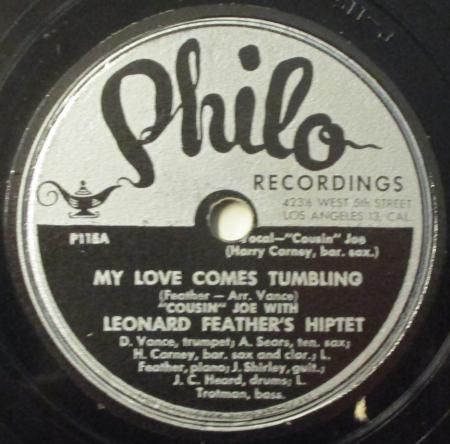 Philo
RECORDINGS
423½ WEST 5th STREET
LOS ANGELES 13, CAL.
P115A
Vocal—"Cousin" Joe
(Harry Carney, bar. sax.)
MY LOVE COMES TUMBLING
(Feather — Arr. Vance)
"COUSIN" JOE WITH
LEONARD FEATHER'S HIPTET
D. Vance, trumpet; A. Sears, ten. sax;
H. Carney, bar. sax and clar.; L.
Feather, piano; J. Shirley, guit.;
J. C. Heard, drums; L.
Trotman, bass.